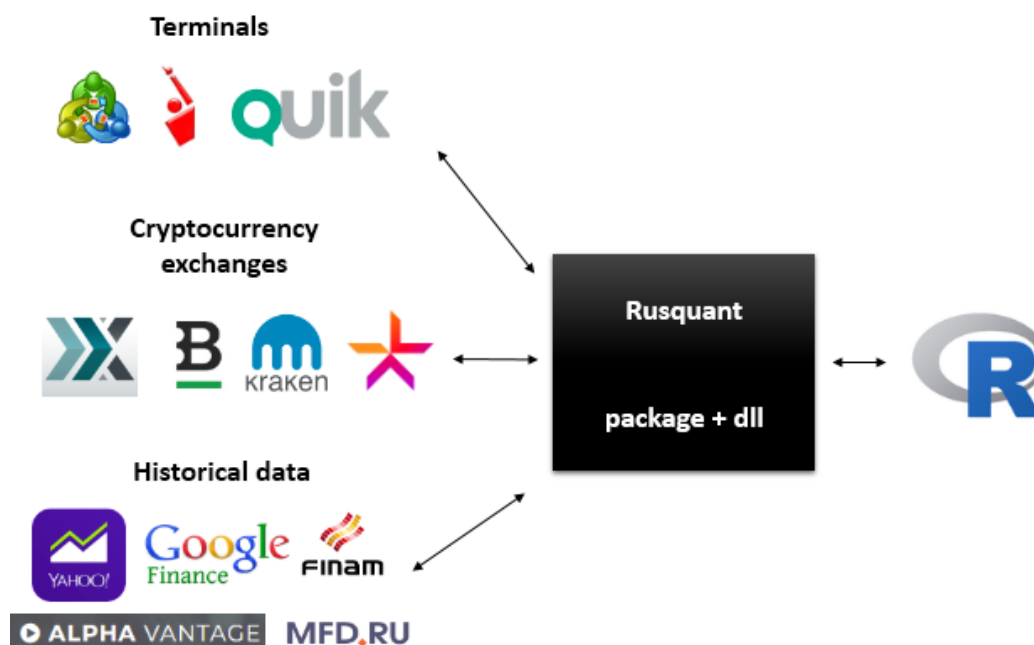 Terminals
Quik
Cryptocurrency
exchanges
B
kraken
Rusquant
package + dll
R
Historical data
YAHOO!
Google
Finance
FINAM
ALPHA VANTAGE
MFD.RU